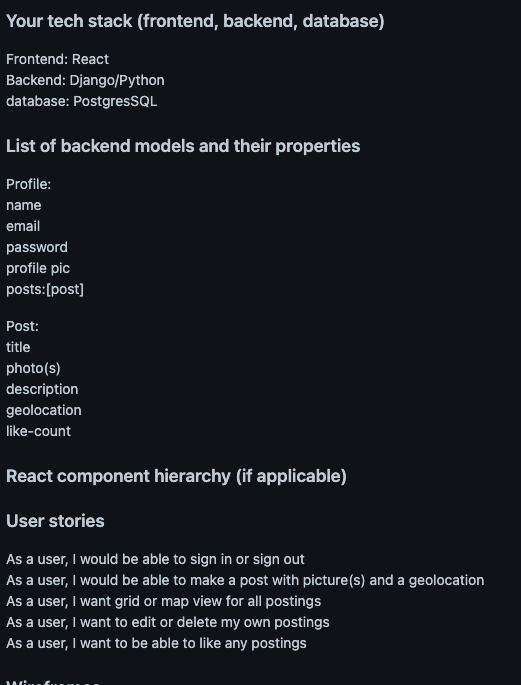 Your tech stack (frontend, backend, database)
Frontend: React
Backend: Django/Python
database: PostgresSQL
List of backend models and their properties
Profile:
name
email
password
profile pic
posts:[post]
Post:
title
photo(s)
description
geolocation
like-count
React component hierarchy (if applicable)
User stories
As a user, I would be able to sign in or sign out
As a user, I would be able to make a post with picture(s) and a geolocation
As a user, I want grid or map view for all postings
As a user, I want to edit or delete my own postings
As a user, I want to be able to like any postings
Wireframes